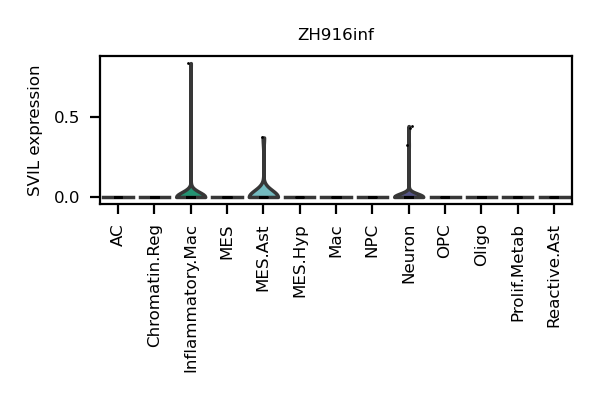 ZH916inf
SVIL expression
0.5
0.0
AC
Chromatin.Reg
Inflammatory.Mac
MES
MES.Ast
MES.Hyp
Mac
NPC
Neuron
OPC
Oligo
Prolif.Metab
Reactive.Ast